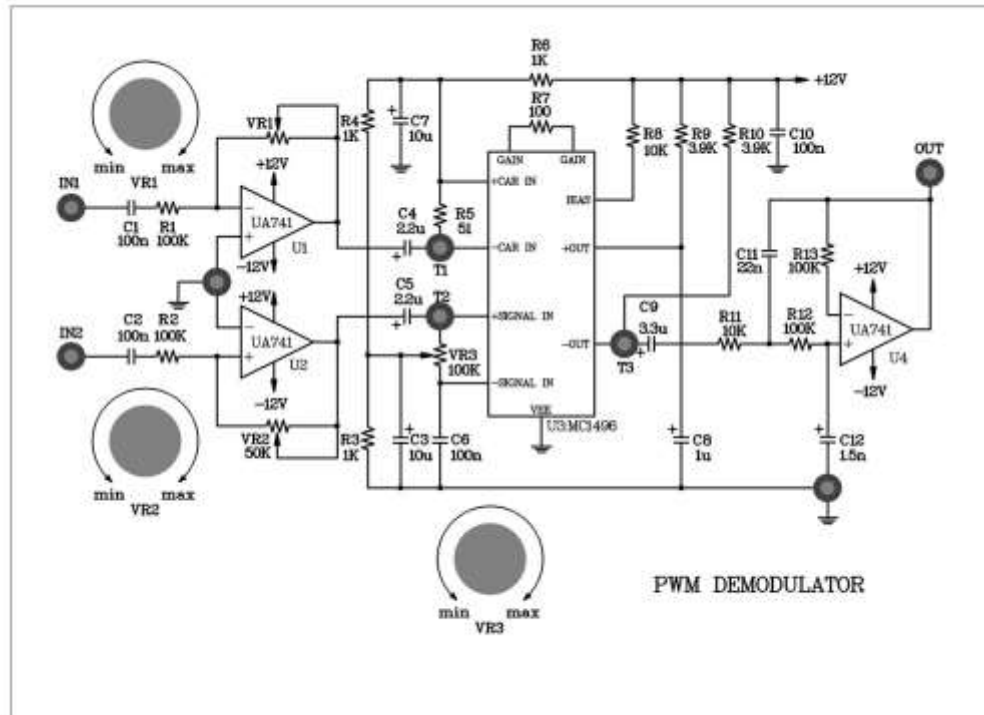 R6
1K
+12V
R7
100
VR1
R4
1K
C7
10u
R8
10K
R9
3.9K
R10
3.9K
C10
100n
OUT
min
max
VR1
GAIN
GAIN
+12V
+CAR IN
IN1
BIAS
C1
100n
R1
100K
UA741
U1
C4
2.2u
R5
51
-CAR IN
+OUT
C11
22n
R13
100K
-12V
T1
+12V
+12V
C5
2.2u
T2
C9
3.3u
R11
10K
R12
100K
UA741
U4
IN2
C2
100n
R2
100K
UA741
U2
+SIGNAL IN
-OUT
T3
VR3
100K
-12V
-12V
-SIGNAL IN
VEE
U3:MC1496
VR2
50K
R3
1K
C3
10u
C6
100n
C8
1u
C12
1.5n
min
max
VR2
PWM DEMODULATOR
min
max
VR3